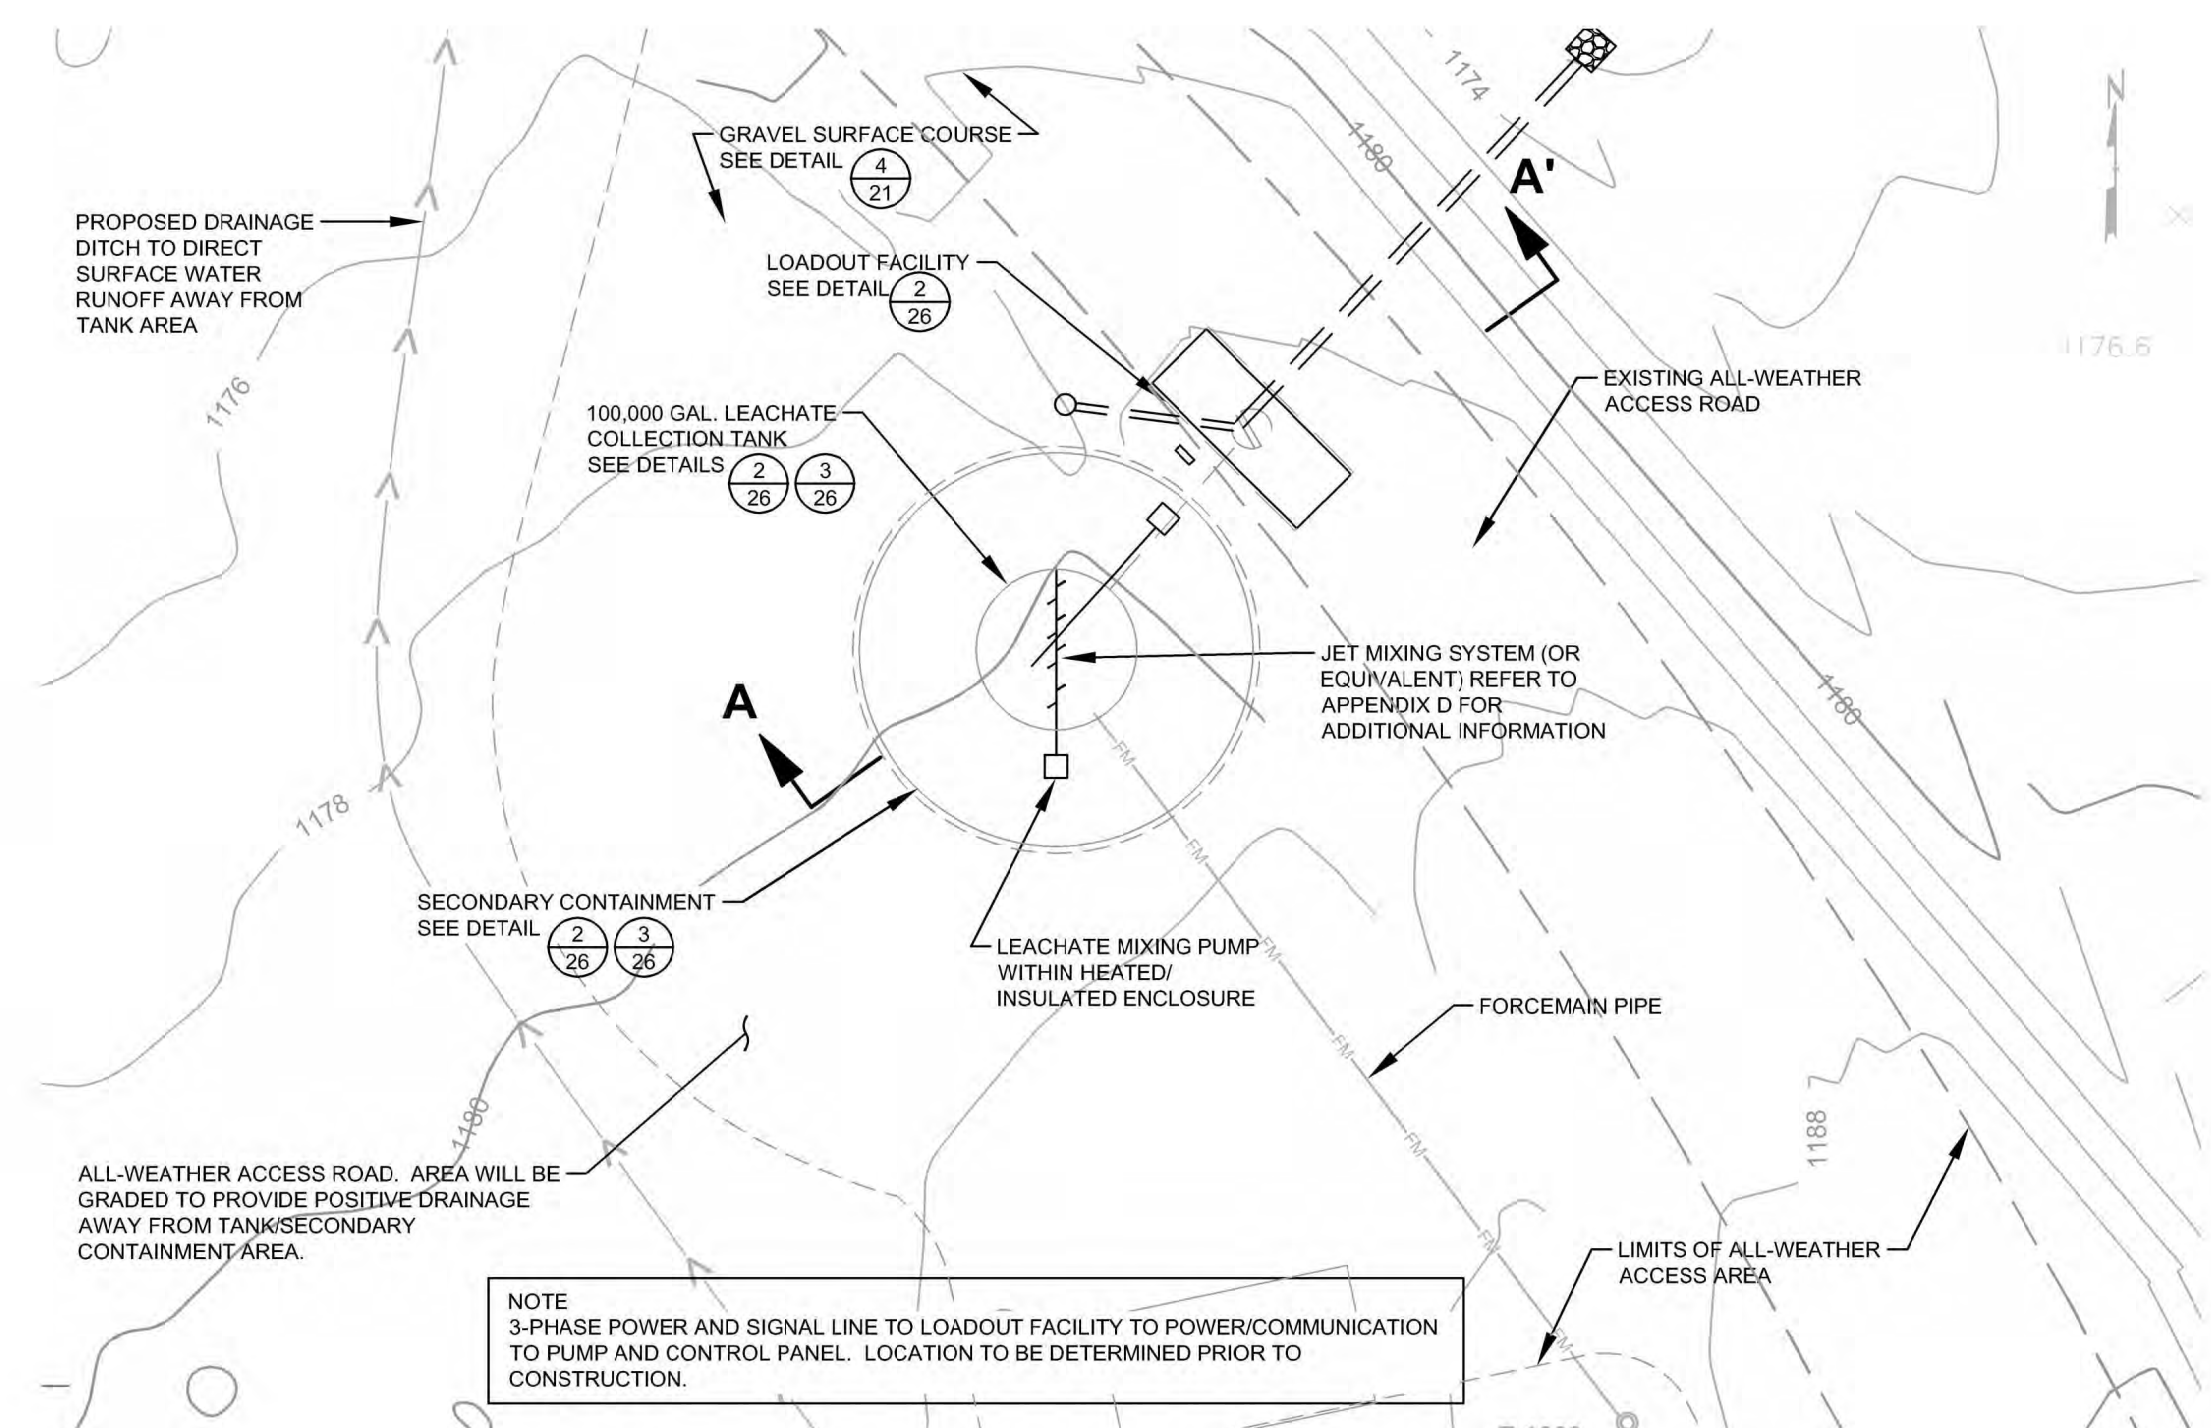 1174
N
1180
A'
GRAVEL SURFACE COURSE
SEE DETAIL
4
21
PROPOSED DRAINAGE
DITCH TO DIRECT
SURFACE WATER
RUNOFF AWAY FROM
TANK AREA
LOADOUT FACILITY
SEE DETAIL
2
26
1176.6
EXISTING ALL-WEATHER
ACCESS ROAD
1176
100,000 GAL. LEACHATE
COLLECTION TANK
SEE DETAILS
2
26
3
26
JET MIXING SYSTEM (OR
EQUIVALENT) REFER TO
APPENDIX D FOR
ADDITIONAL INFORMATION
1180
A
FM
1178
FM
SECONDARY CONTAINMENT
SEE DETAIL
2
26
3
26
LEACHATE MIXING PUMP
WITHIN HEATED/
INSULATED ENCLOSURE
FM
FORCEMAIN PIPE
FM
1180
1188
FM
ALL-WEATHER ACCESS ROAD.  AREA WILL BE
GRADED TO PROVIDE POSITIVE DRAINAGE
AWAY FROM TANK/SECONDARY
CONTAINMENT AREA.
FM
LIMITS OF ALL-WEATHER
ACCESS AREA
NOTE
3-PHASE POWER AND SIGNAL LINE TO LOADOUT FACILITY TO POWER/COMMUNICATION
TO PUMP AND CONTROL PANEL.  LOCATION TO BE DETERMINED PRIOR TO
CONSTRUCTION.
FM